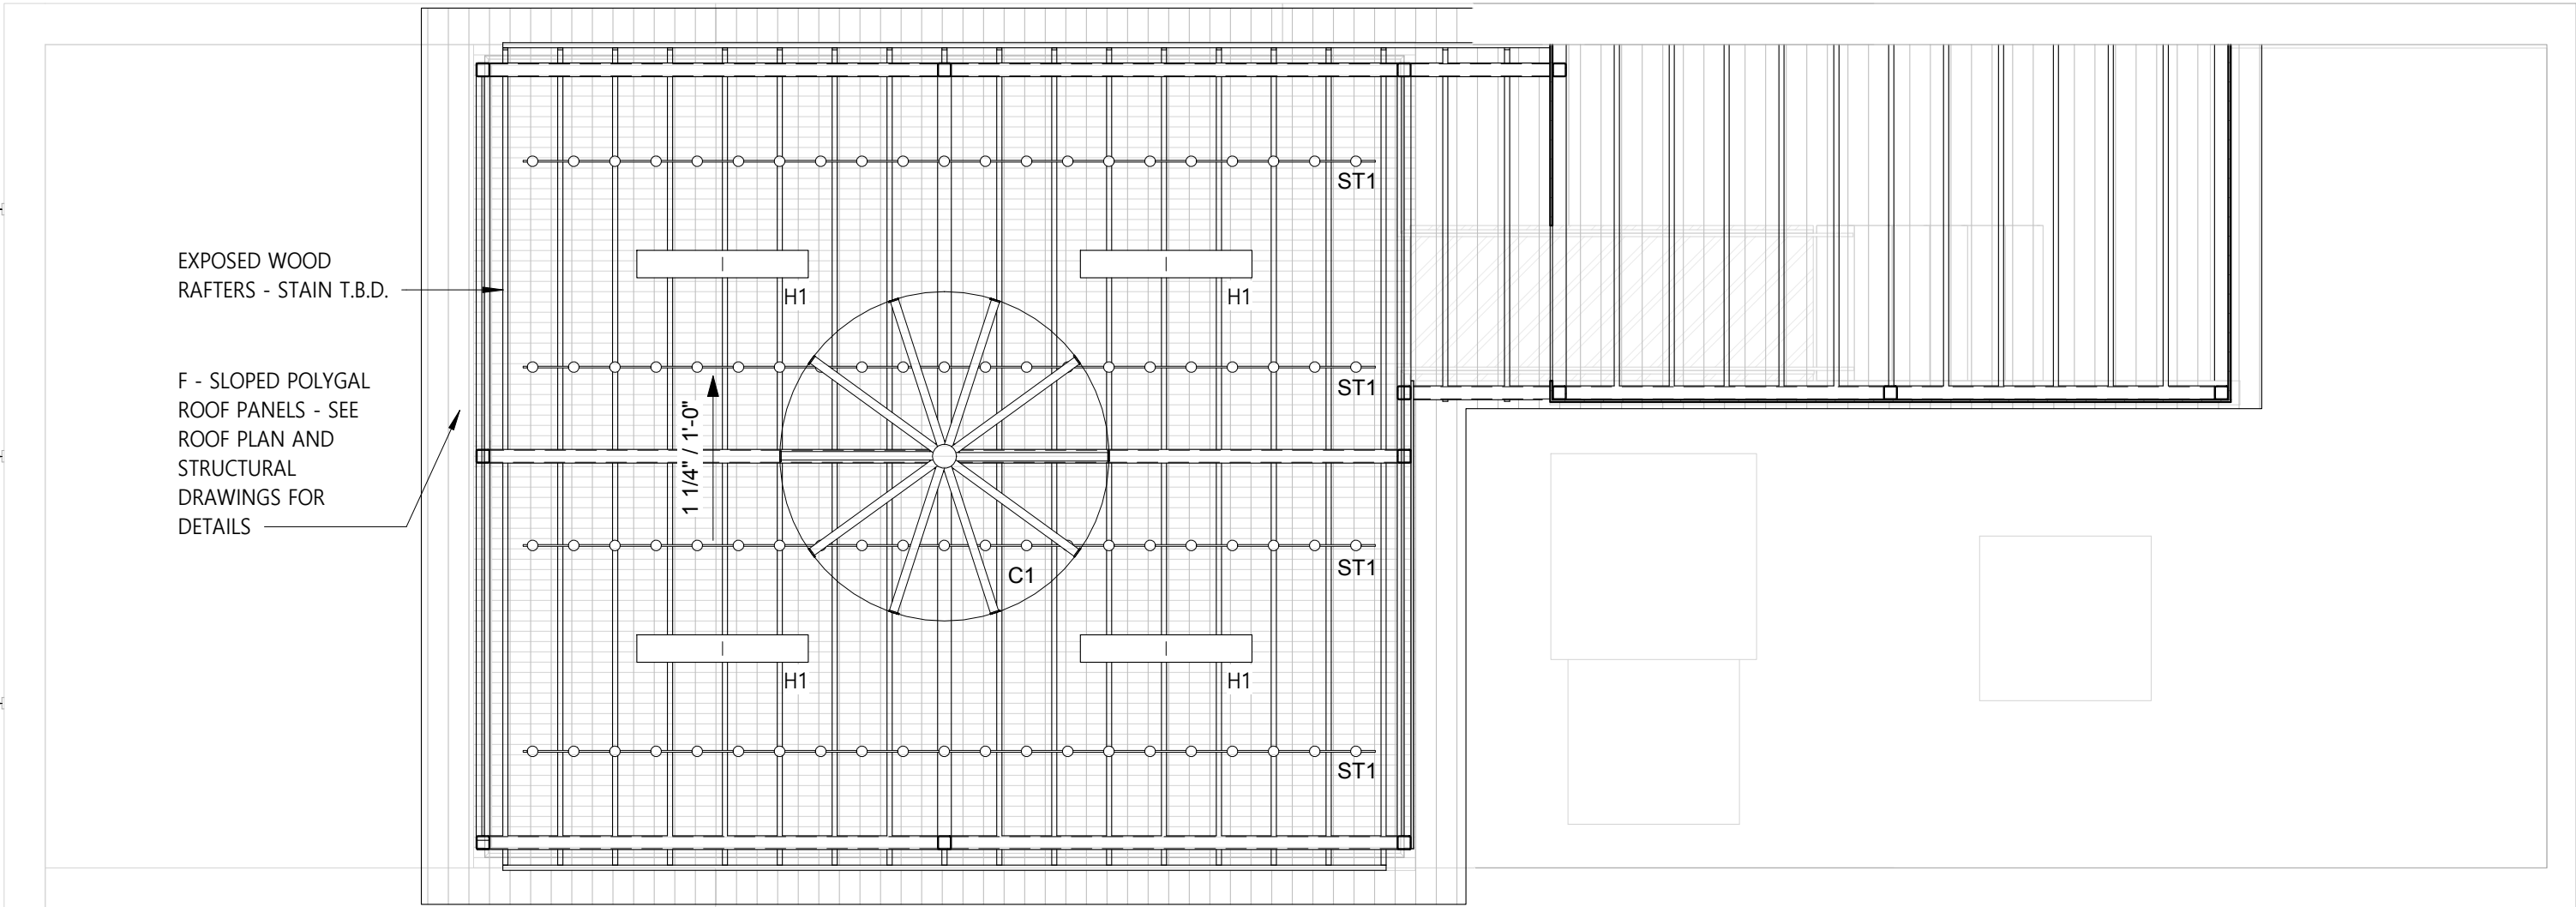 EXPOSED WOOD
RAFTERS - STAIN T.B.D.
F - SLOPED POLYGAL
ROOF PANELS - SEE
ROOF PLAN AND
STRUCTURAL
DRAWINGS FOR
DETAILS
ST1
H1
H1
ST1
1 1/4" / 1'-0"
ST1
C1
H1
H1
ST1